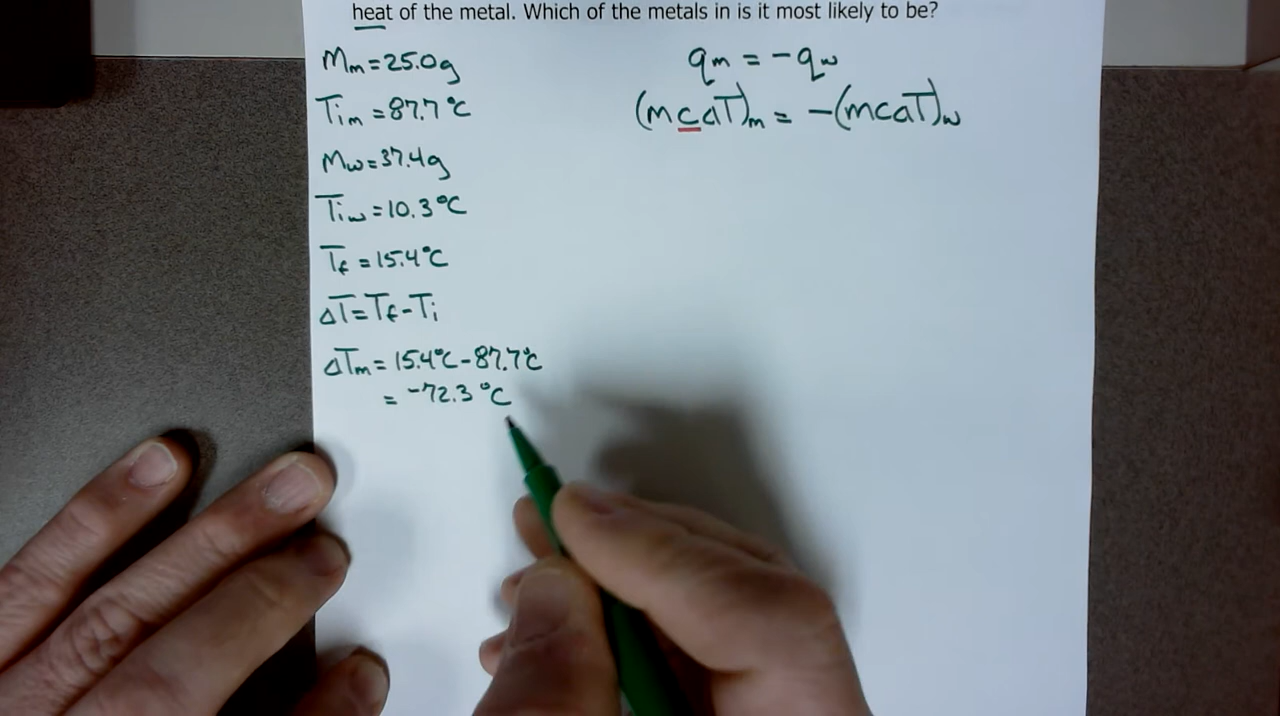 heat of the metal. Which of the metals in is it most likely to be?
Mm=25.0g
Tim=87.7°C
Mw=37.4g
Tiw=10.3°C
Tf=15.4°C
ΔT=Tf-Ti
ΔTm=15.4°C-87.7°C
= -72.3°C
qm = -qw
(mcΔT)m = -(mcΔT)w